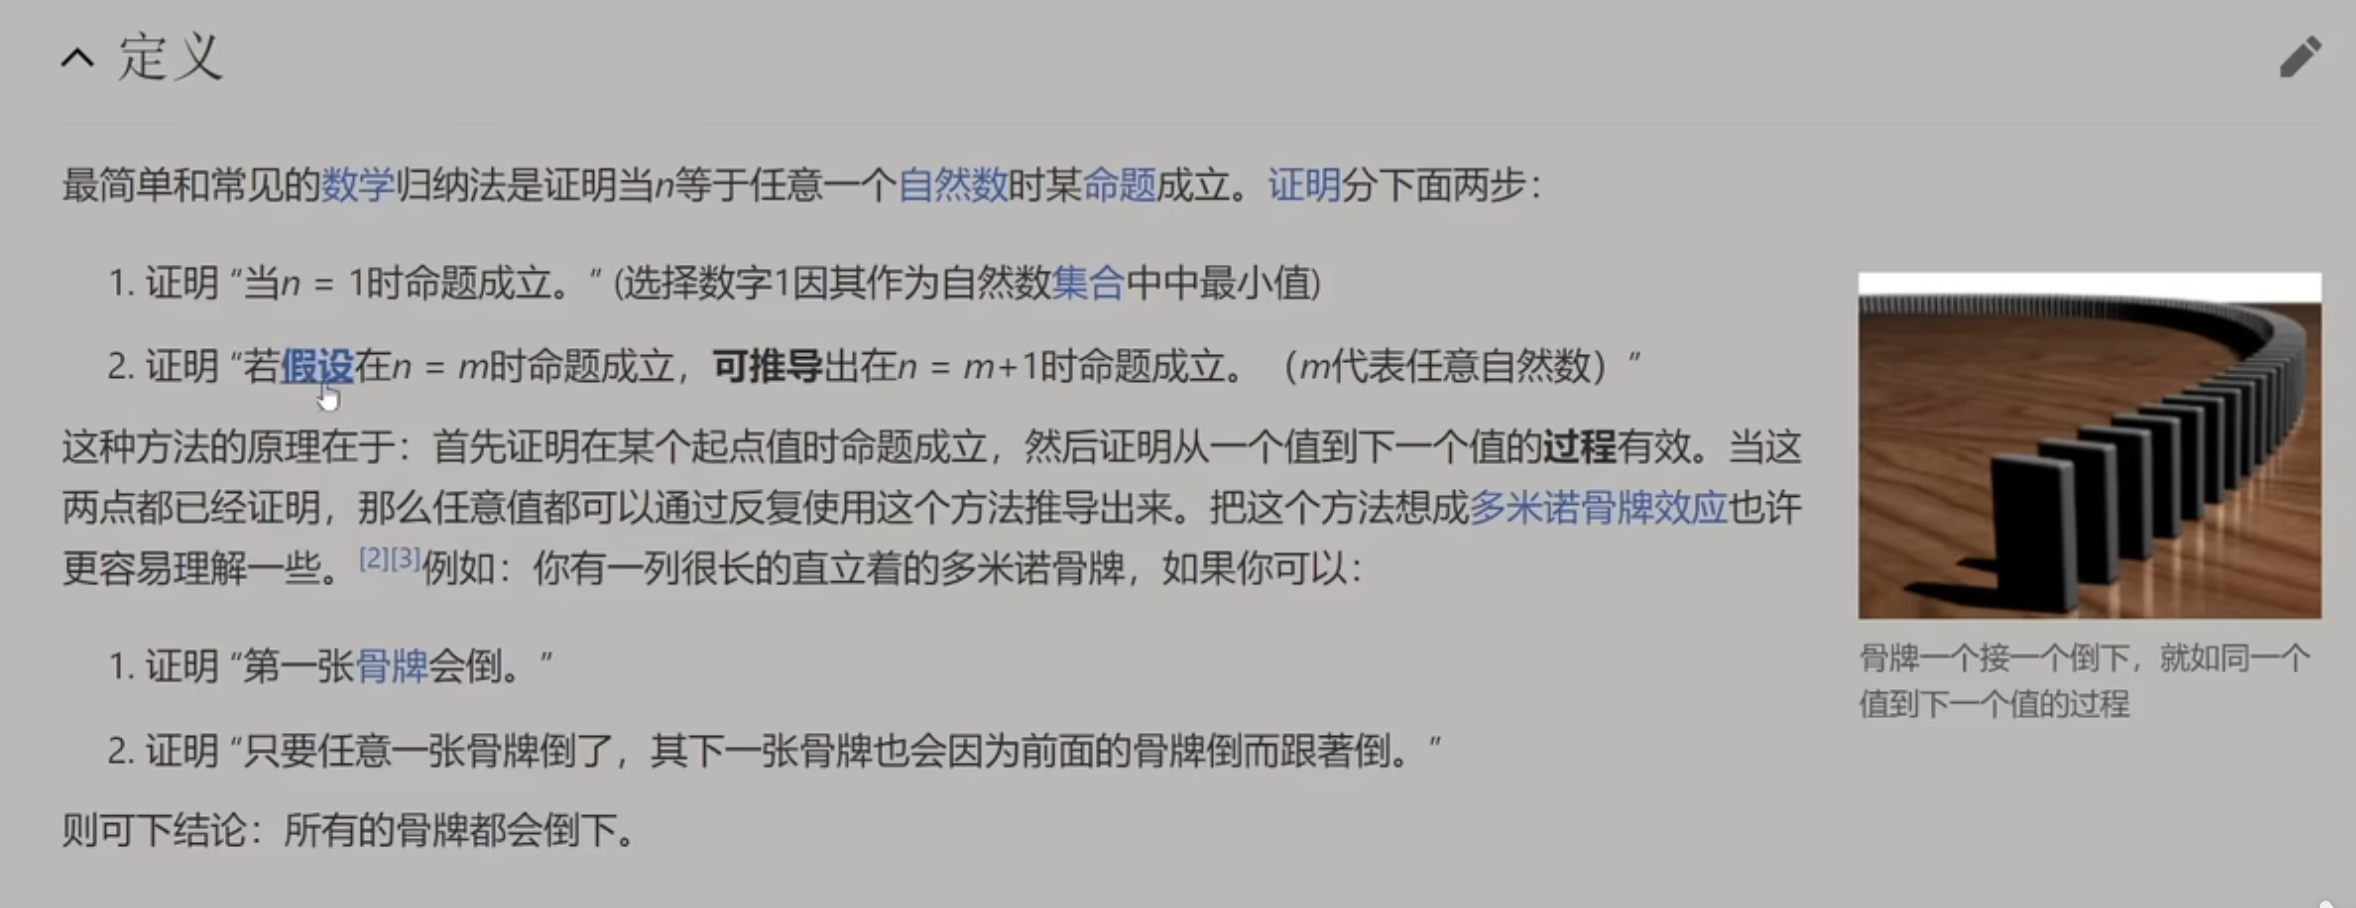 定义
最简单和常见的数学归纳法是证明当n等于任意一个自然数时某命题成立。证明分下面两步：
1. 证明“当n = 1时命题成立。”(选择数字1因其作为自然数集合中中最小值)
2. 证明“若假设在n = m时命题成立，可推导出在n = m+1时命题成立。（m代表任意自然数）”
这种方法的原理在于：首先证明在某个起点值时命题成立，然后证明从一个值到下一个值的过程有效。当这
两点都已经证明，那么任意值都可以通过反复使用这个方法推导出来。把这个方法想成多米诺骨牌效应也许
更容易理解一些。[2][3]例如：你有一列很长的直立着的多米诺骨牌，如果你可以：
1. 证明“第一张骨牌会倒。”
2. 证明“只要任意一张骨牌倒了，其下一张骨牌也会因为前面的骨牌倒而跟著倒。”
则可下结论：所有的骨牌都会倒下。
骨牌一个接一个倒下，就如同一个
值到下一个值的过程